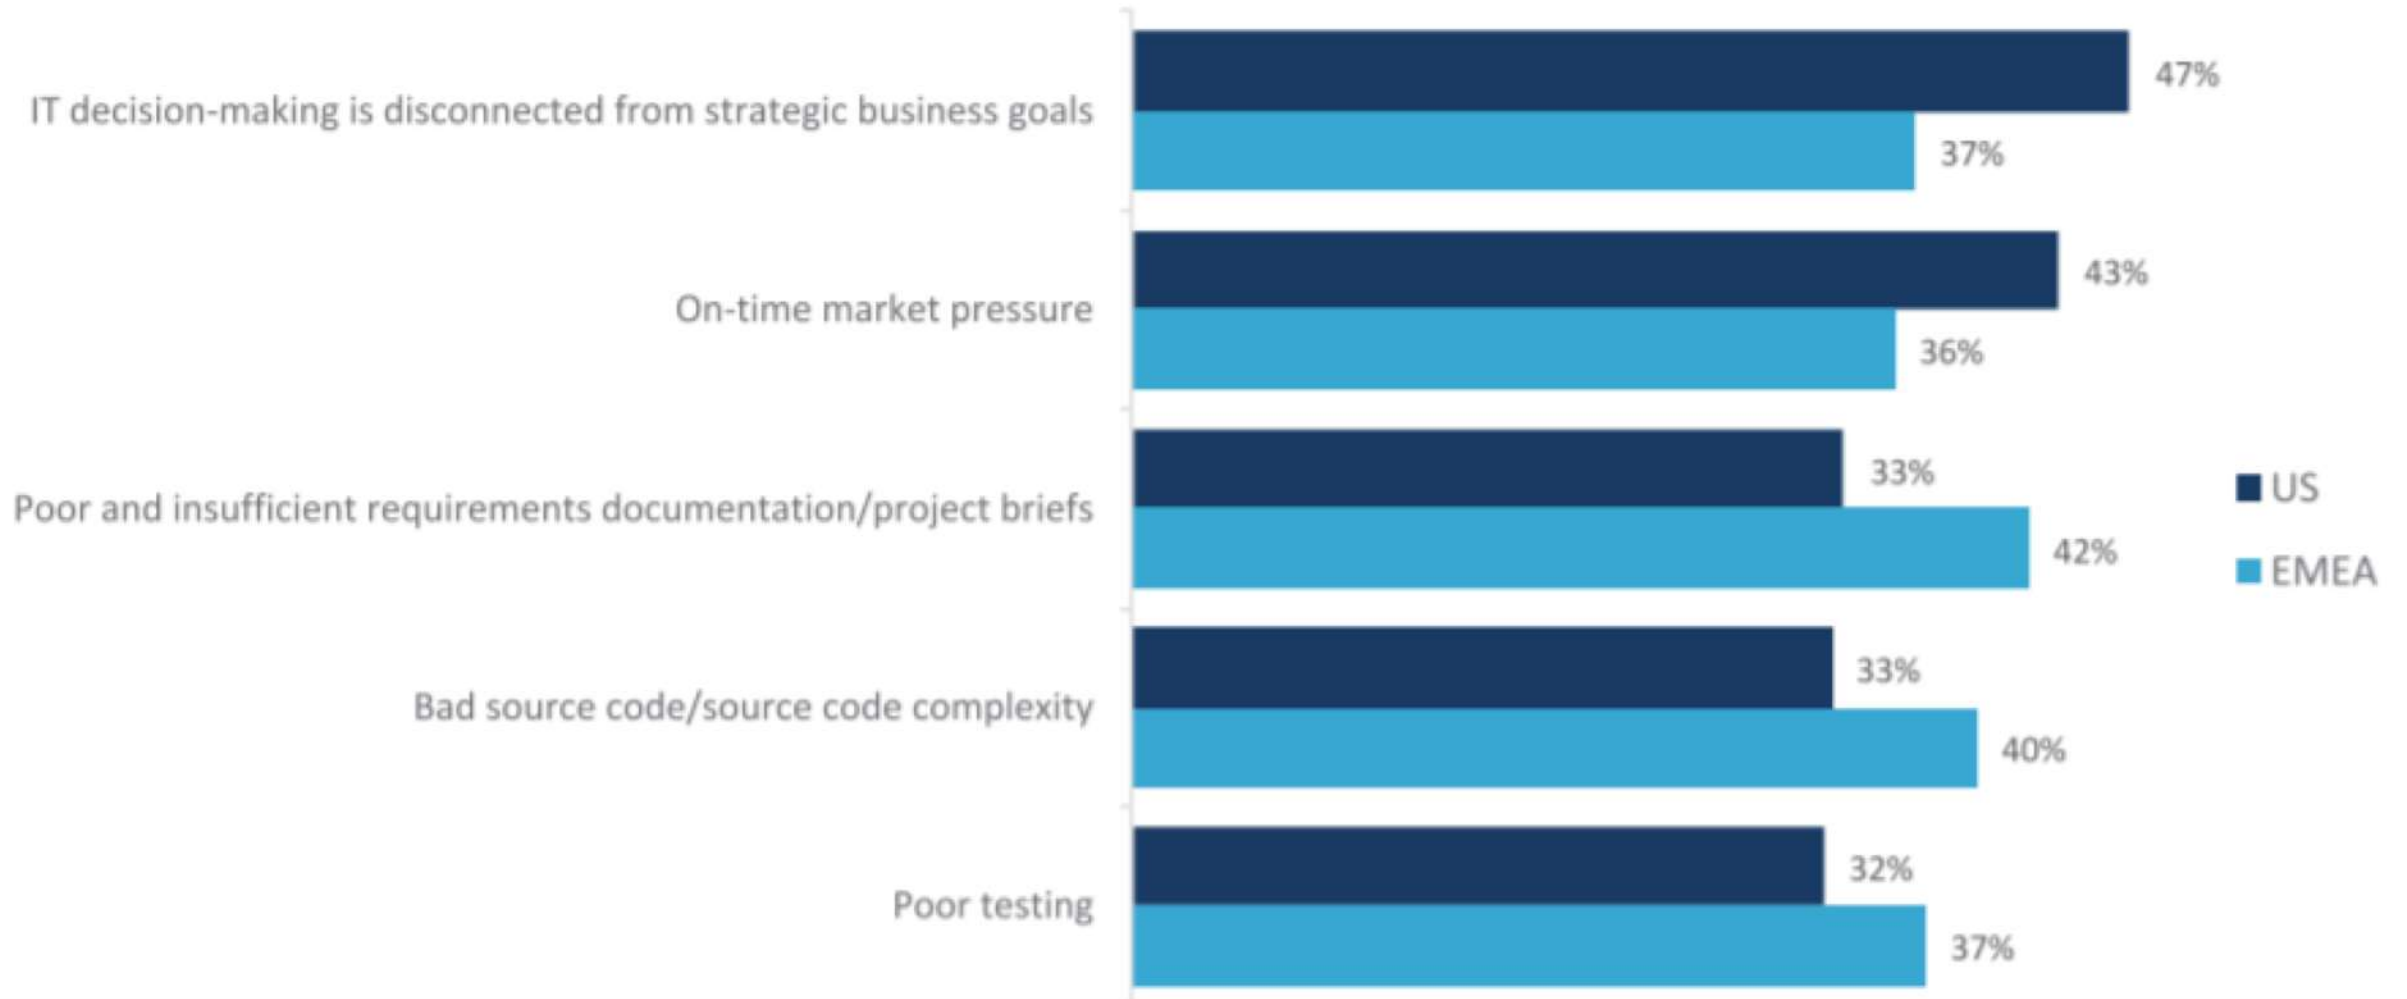 IT decision-making is disconnected from strategic business goals
47%
37%
On-time market pressure
43%
36%
Poor and insufficient requirements documentation/project briefs
33%
42%
Bad source code/source code complexity
33%
40%
Poor testing
32%
37%
US
EMEA